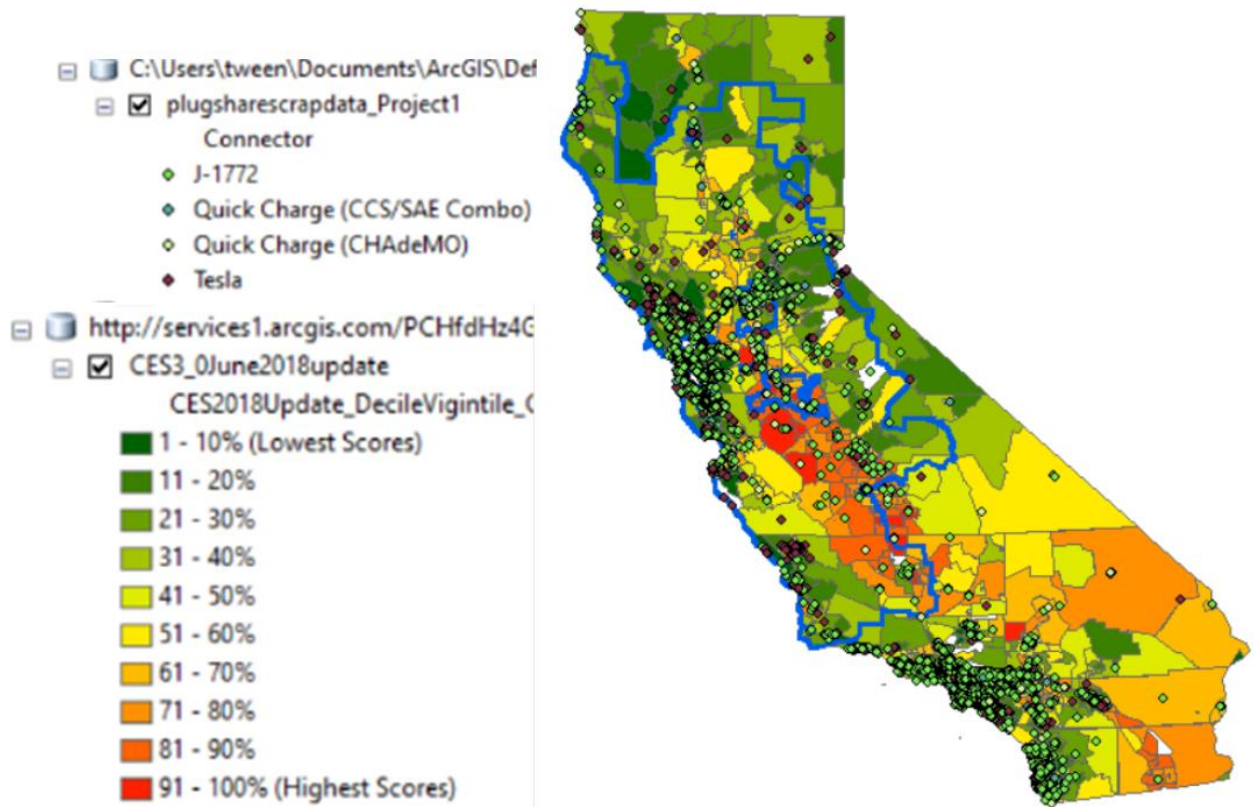 C:\Users\tween\Documents\ArcGIS\Def
plugsharescrapdata_Project1
Connector
J-1772
Quick Charge (CCS/SAE Combo)
Quick Charge (CHAdeMO)
Tesla
http://services1.arcgis.com/PCHfdHz4G
CES3_0June2018update
CES2018Update_DecileVigintile_
1 - 10% (Lowest Scores)
11 - 20%
21 - 30%
31 - 40%
41 - 50%
51 - 60%
61 - 70%
71 - 80%
81 - 90%
91 - 100% (Highest Scores)